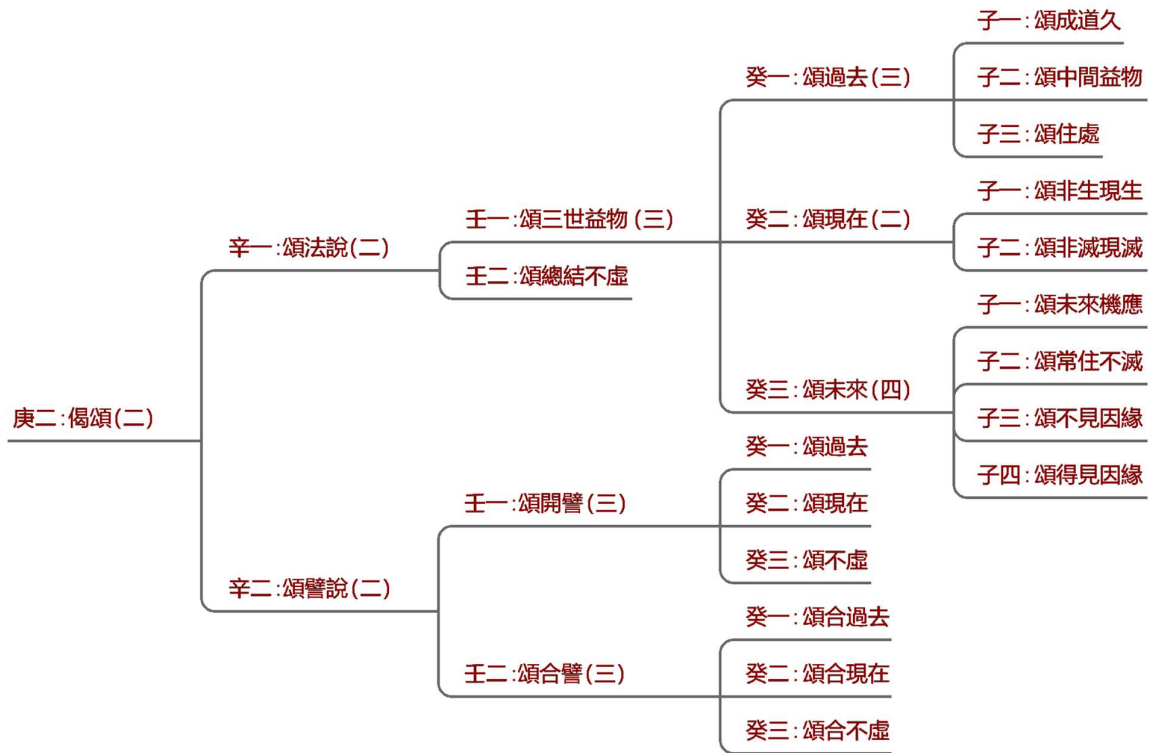 庚二:偈頌(二)
辛一:頌法說(二)
壬一:頌三世益物 (三)
癸一:頌過去(三)
子一:頌成道久
子二:頌中間益物
子三:頌住處
癸二:頌現在(二)
子一:頌非生現生
子二:頌非滅現滅
癸三:頌未來(四)
子一:頌未來機應
子二:頌常住不滅
子三:頌不見因緣
子四:頌得見因緣
壬二:頌總結不虛
辛二:頌譬說(二)
壬一:頌開譬(三)
癸一:頌過去
癸二:頌現在
癸三:頌不虛
壬二:頌合譬(三)
癸一:頌合過去
癸二:頌合現在
癸三:頌合不虛